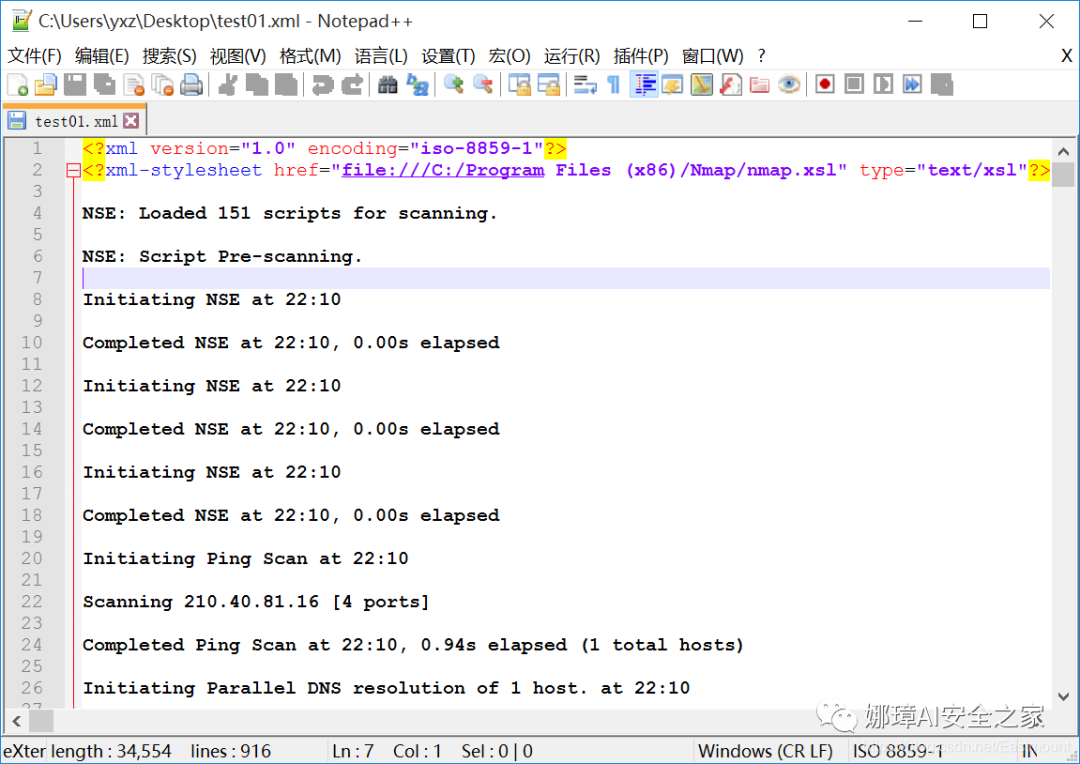 C:\Users\yxz\Desktop\test01.xml - Notepad++
文件(F) 编辑(E) 搜索(S) 视图(V) 格式(M) 语言(L) 设置(T) 宏(O) 运行(R) 插件(P) 窗口(W) ? X
test01.xml
1 <?xml version="1.0" encoding="iso-8859-1"?>
2 <?xml-stylesheet href="file:///C:/Program Files (x86)/Nmap/nmap.xsl" type="text/xsl"?>
3
4 NSE: Loaded 151 scripts for scanning.
5
6 NSE: Script Pre-scanning.
7
8 Initiating NSE at 22:10
9
10 Completed NSE at 22:10, 0.00s elapsed
11
12 Initiating NSE at 22:10
13
14 Completed NSE at 22:10, 0.00s elapsed
15
16 Initiating NSE at 22:10
17
18 Completed NSE at 22:10, 0.00s elapsed
19
20 Initiating Ping Scan at 22:10
21
22 Scanning 210.40.81.16 [4 ports]
23
24 Completed Ping Scan at 22:10, 0.94s elapsed (1 total hosts)
25
26 Initiating Parallel DNS resolution of 1 host. at 22:10
27
娜璋AI安全之家
eXter length : 34,554 lines : 916 Ln : 7 Col : 1 Sel : 0 | 0 Windows (CR LF) ISO 8859-1 IN